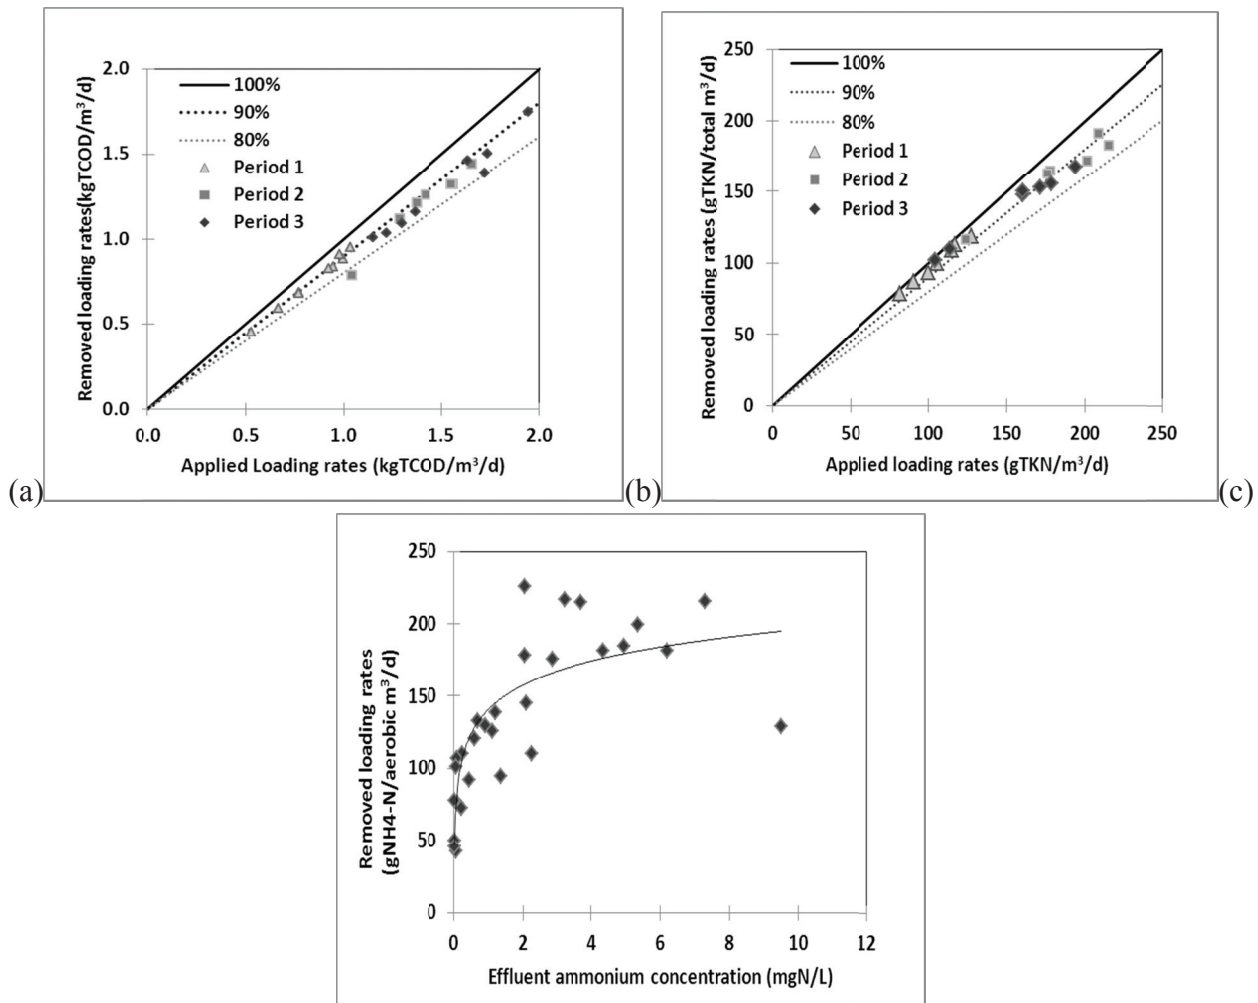 2.0
1.5
1.0
0.5
0.0
Removed loading rates(kgTCOD/m³/d)
100%
90%
80%
Period 1
Period 2
Period 3
0.0 0.5 1.0 1.5 2.0
Applied Loading rates (kgTCOD/m³/d)
(a)
250
200
150
100
50
0
Removed loading rates (gTKN/total m³/d)
100%
90%
80%
Period 1
Period 2
Period 3
0 50 100 150 200 250
Applied loading rates (gTKN/m³/d)
(b)
(c)
250
200
150
100
50
0
Removed loading rates
(gNH4-N/aerobic m³/d)
0 2 4 6 8 10 12
Effluent ammonium concentration (mgN/L)